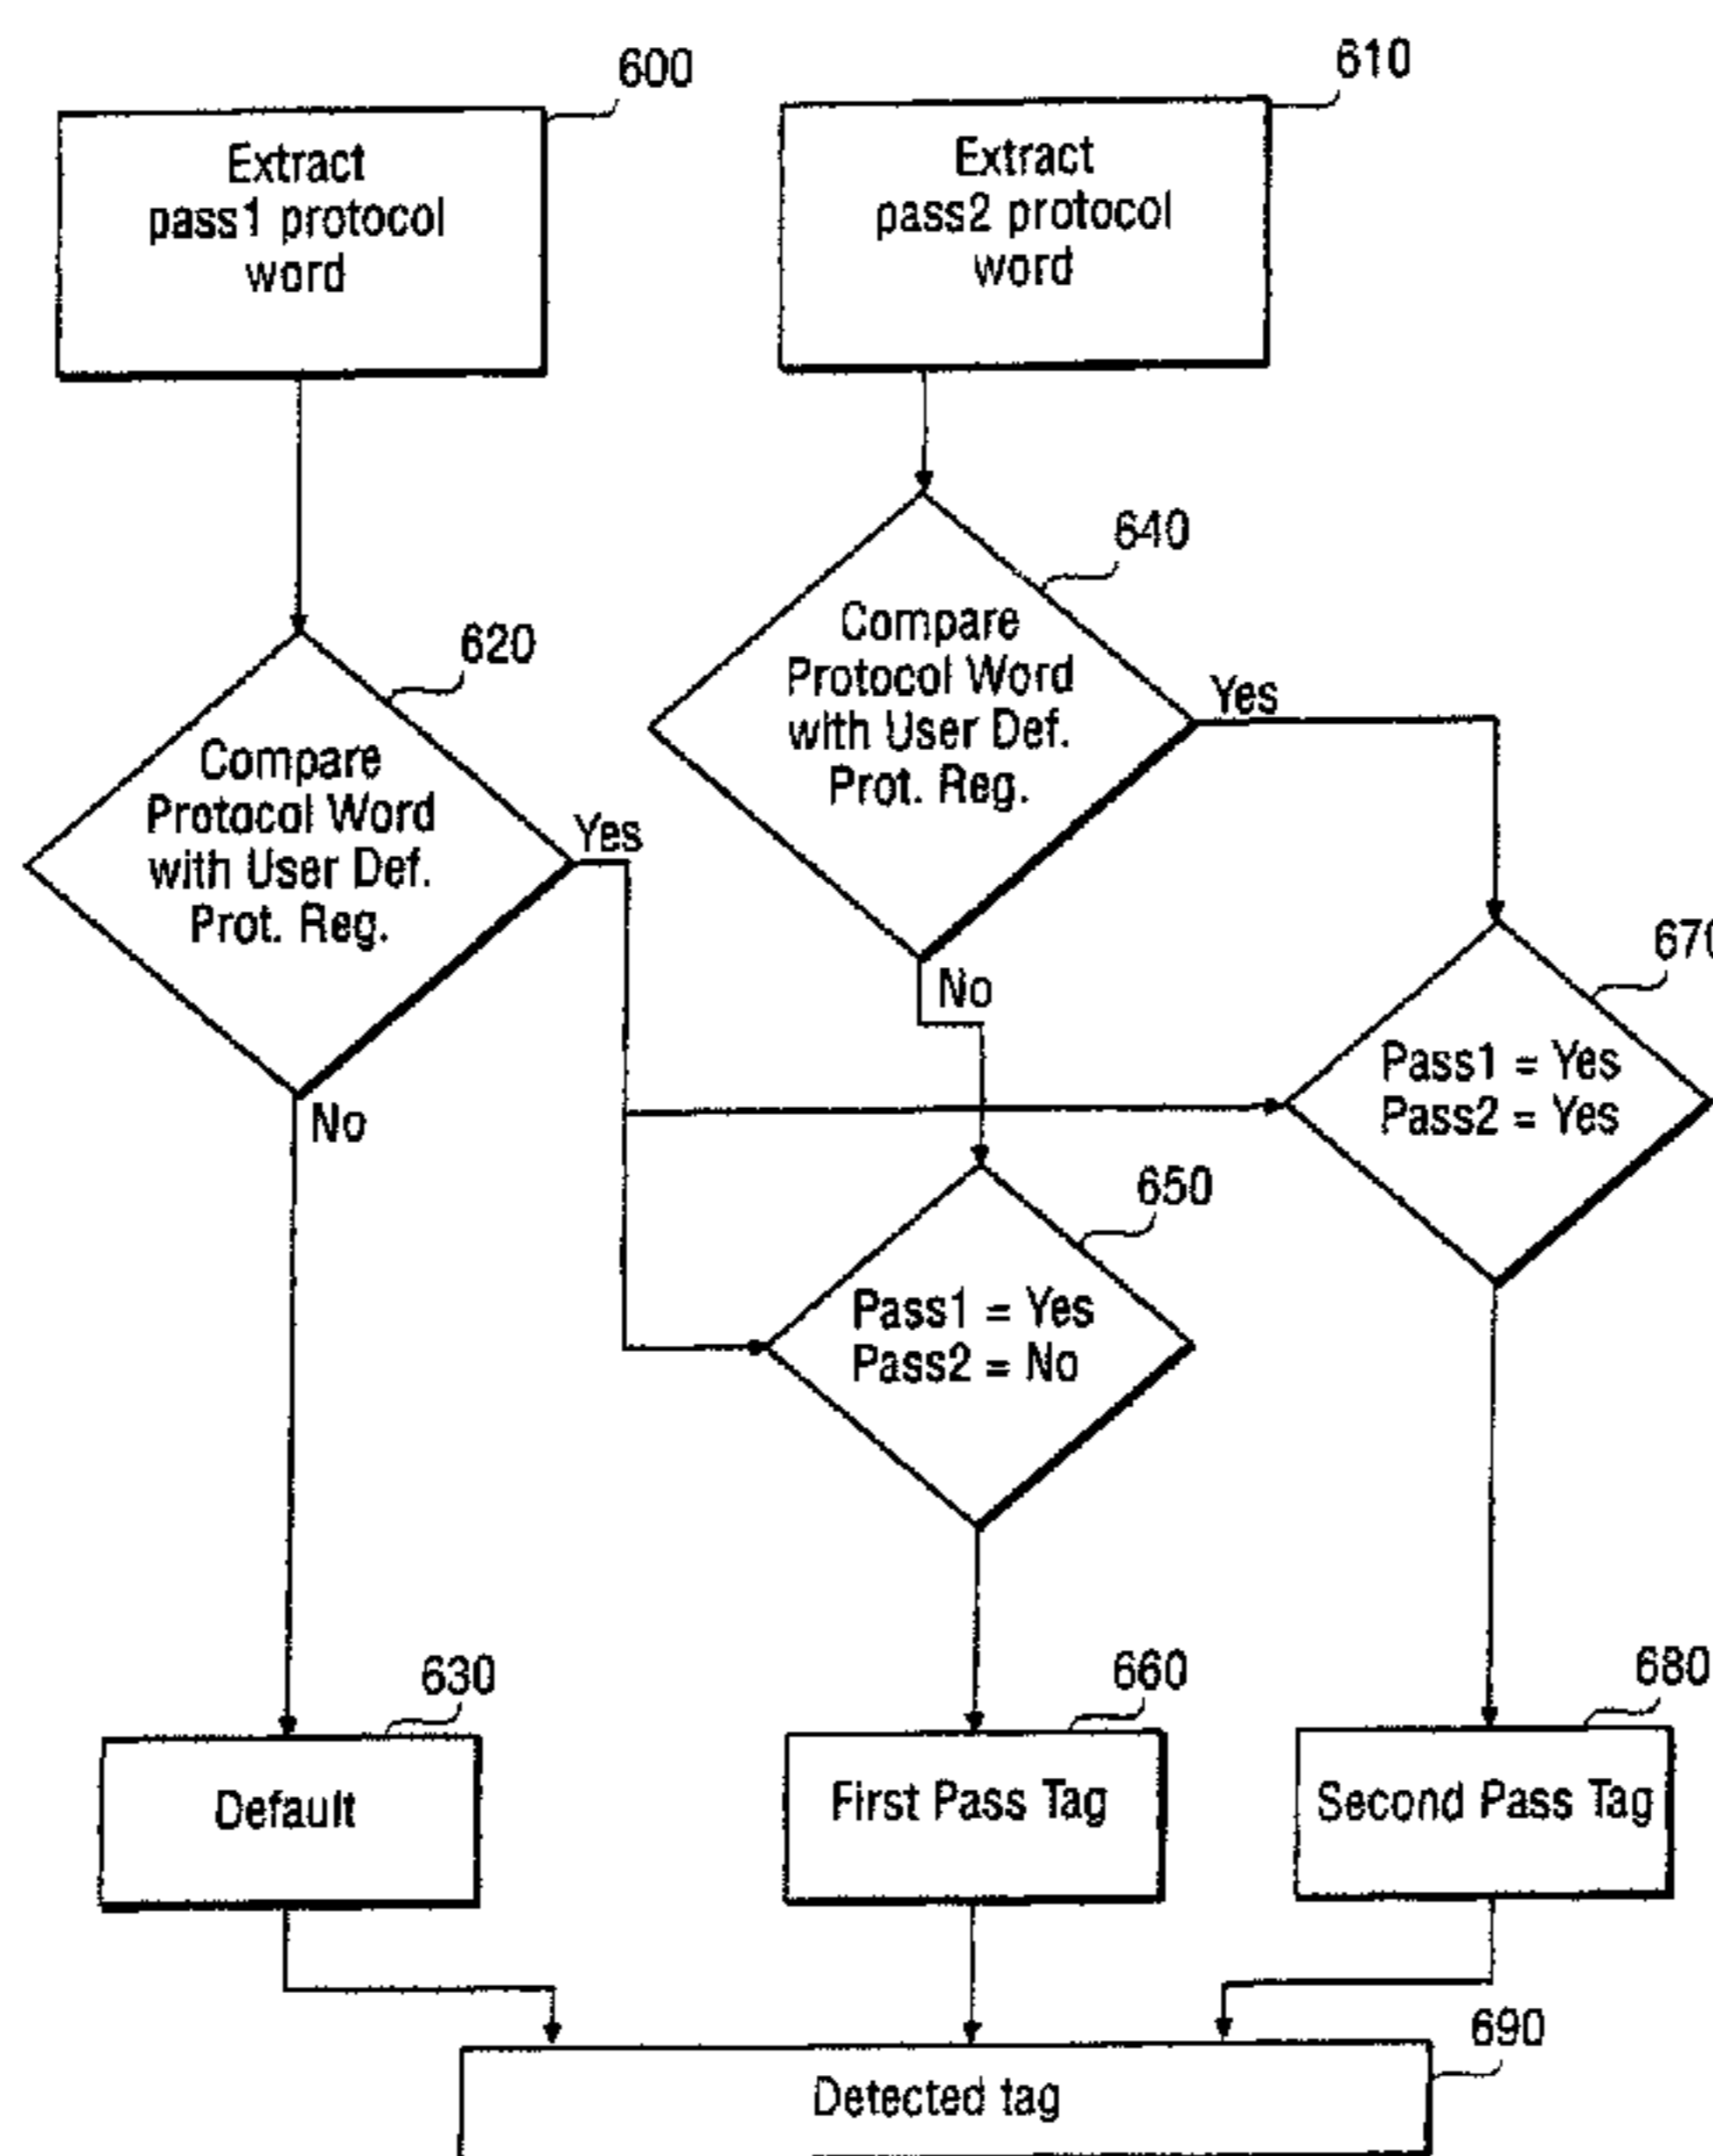 600
610
Extract
pass1 protocol
word
Extract
pass2 protocol
word
640
Compare
Protocol Word
with User Def.
Prot. Reg.
Yes
No
620
Compare
Protocol Word
with User Def.
Prot. Reg.
Yes
No
670
Pass1 = Yes
Pass2 = Yes
650
Pass1 = Yes
Pass2 = No
630
Default
660
First Pass Tag
680
Second Pass Tag
690
Detected tag